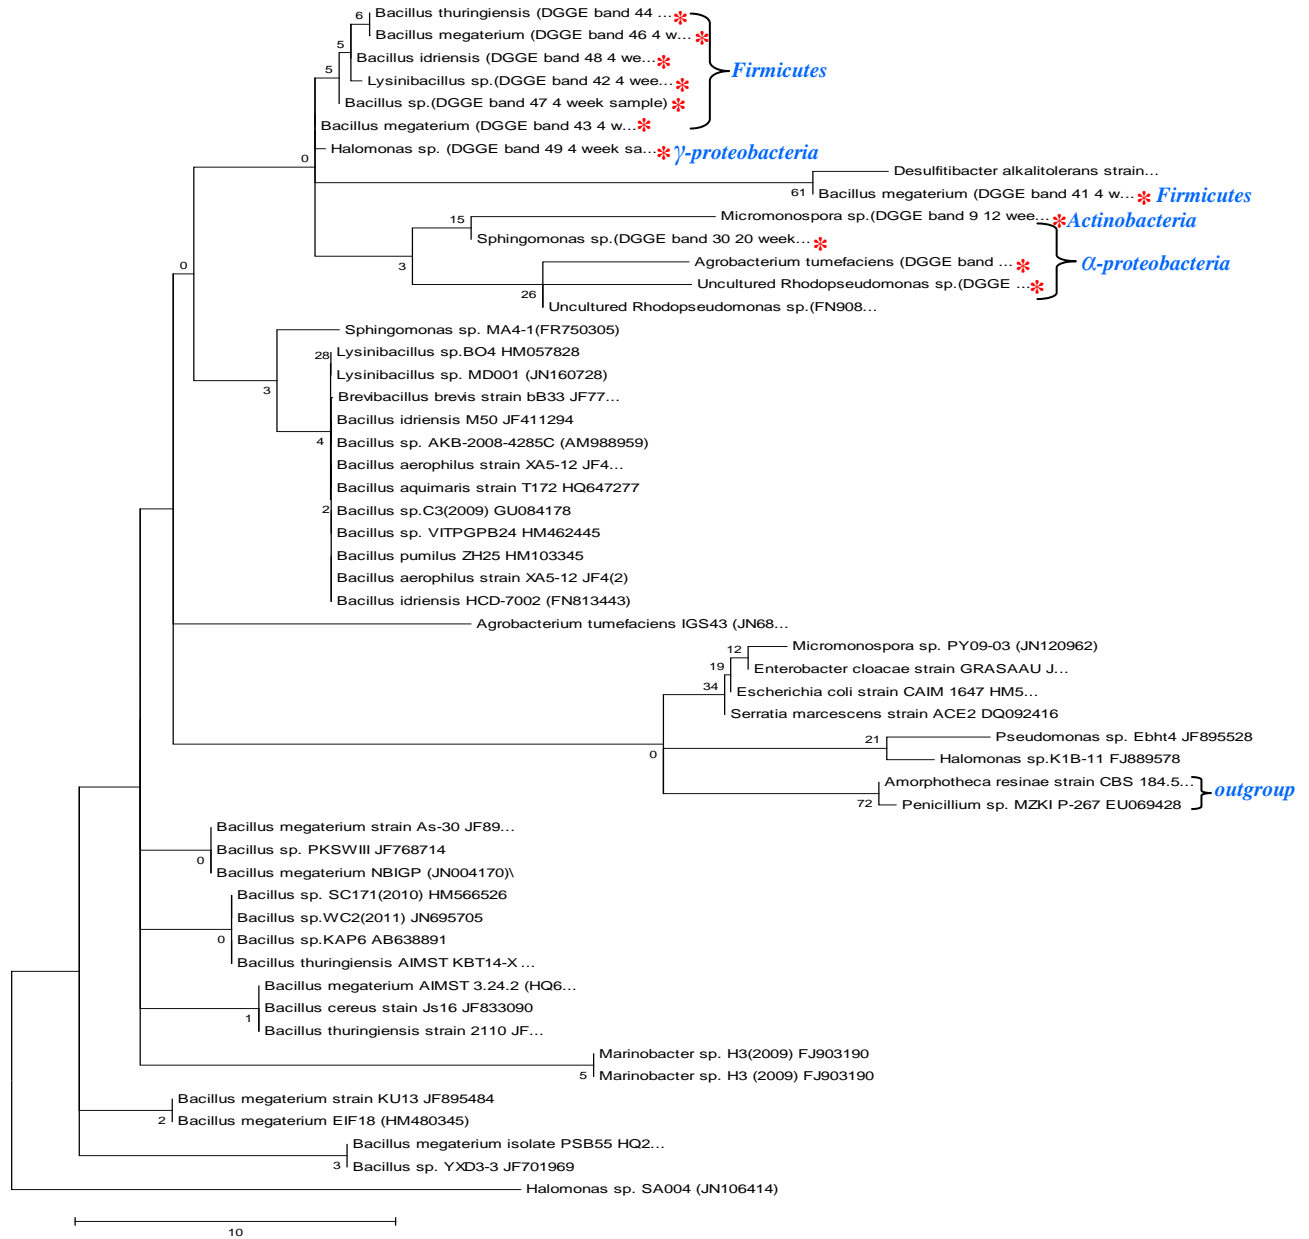 6 Bacillus thuringiensis (DGGE band 44 ...*
Bacillus megaterium (DGGE band 46 4 w...*
5 Bacillus idriensis (DGGE band 48 4 we...*
5 Lysinibacillus sp.(DGGE band 42 4 wee...* Firmicutes
Bacillus sp.(DGGE band 47 4 week sample)*
Bacillus megaterium (DGGE band 43 4 w...*
0 Halomonas sp. (DGGE band 49 4 week sa...* γ-proteobacteria
Desulfitibacter alkalitolerans strain...
61 Bacillus megaterium (DGGE band 41 4 w...* Firmicutes
15 Micromonospora sp.(DGGE band 9 12 wee...* Actinobacteria
Sphingomonas sp.(DGGE band 30 20 week...*
3 Agrobacterium tumefaciens (DGGE band ...* α-proteobacteria
Uncultured Rhodopseudomonas sp.(DGGE ...*
26 Uncultured Rhodopseudomonas sp.(FN908...
0
Sphingomonas sp. MA4-1(FR750305)
28 Lysinibacillus sp.BO4 HM057828
Lysinibacillus sp. MD001 (JN160728)
3 Brevibacillus brevis strain bB33 JF77...
Bacillus idriensis M50 JF411294
4 Bacillus sp. AKB-2008-4285C (AM988959)
Bacillus aerophilus strain XA5-12 JF4...
Bacillus aquimaris strain T172 HQ647277
2 Bacillus sp.C3(2009) GU084178
Bacillus sp. VITPGPB24 HM462445
Bacillus pumilus ZH25 HM103345
Bacillus aerophilus strain XA5-12 JF4(2)
Bacillus idriensis HCD-7002 (FN813443)
Agrobacterium tumefaciens IGS43 (JN68...
12 Micromonospora sp. PY09-03 (JN120962)
19 Enterobacter cloacae strain GRASAAU J...
34 Escherichia coli strain CAIM 1647 HM5...
Serratia marcescens strain ACE2 DQ092416
21 Pseudomonas sp. Ebht4 JF895528
0 Halomonas sp.K1B-11 FJ889578
Amorphotheca resinae strain CBS 184.5... outgroup
72 Penicillium sp. MZKI P-267 EU069428
Bacillus megaterium strain As-30 JF89...
0 Bacillus sp. PKSWIII JF768714
Bacillus megaterium NBIGP (JN004170)\
Bacillus sp. SC171(2010) HM566526
Bacillus sp.WC2(2011) JN695705
0 Bacillus sp.KAP6 AB638891
Bacillus thuringiensis AIMST KBT14-X ...
Bacillus megaterium AIMST 3.24.2 (HQ6...
Bacillus cereus stain Js16 JF833090
1 Bacillus thuringiensis strain 2110 JF...
Marinobacter sp. H3(2009) FJ903190
5 Marinobacter sp. H3 (2009) FJ903190
Bacillus megaterium strain KU13 JF895484
2 Bacillus megaterium EIF18 (HM480345)
Bacillus megaterium isolate PSB55 HQ2...
3 Bacillus sp. YXD3-3 JF701969
Halomonas sp. SA004 (JN106414)
10